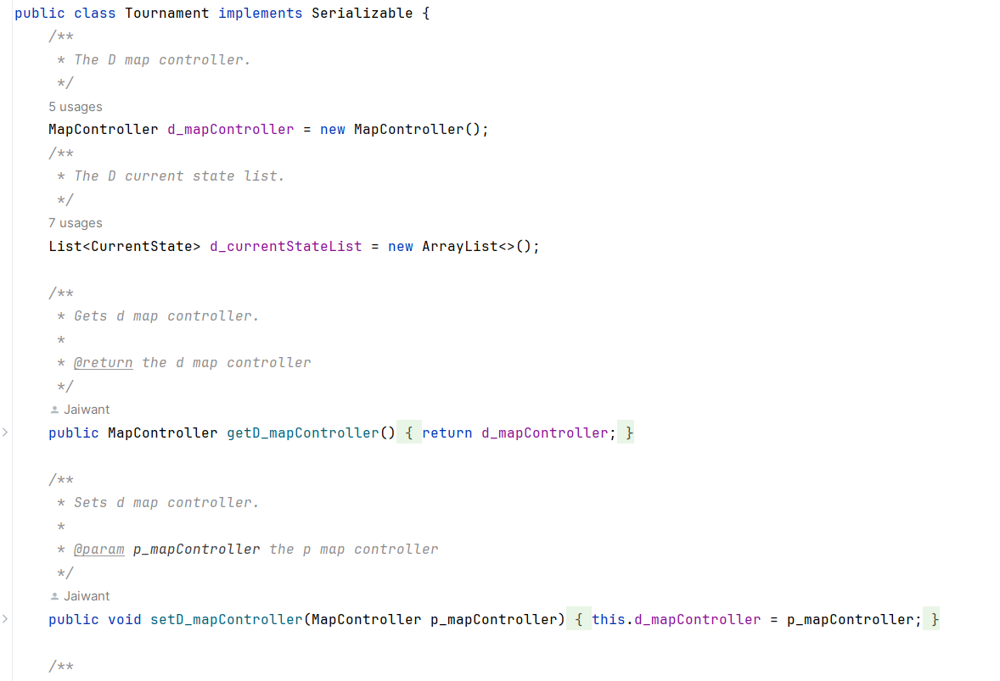 public class Tournament implements Serializable {
/**
* The D map controller.
*/
5 usages
MapController d_mapController = new MapController();
/**
* The D current state list.
*/
7 usages
List<CurrentState> d_currentStateList = new ArrayList<>();
/**
* Gets d map controller.
*
* @return the d map controller
*/
Jaiwant
public MapController getD_mapController() { return d_mapController; }
/**
* Sets d map controller.
*
* @param p_mapController the p map controller
*/
Jaiwant
public void setD_mapController(MapController p_mapController) { this.d_mapController = p_mapController; }
/**